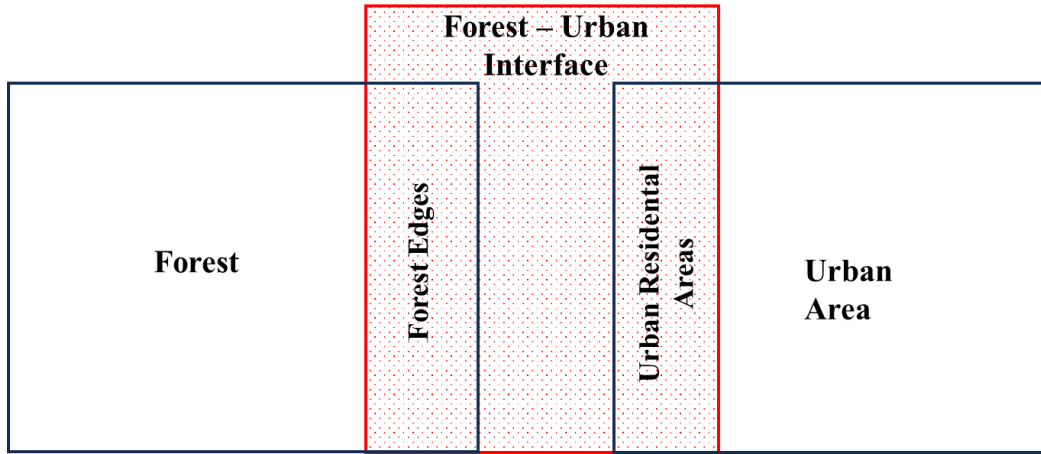 Forest – Urban
Interface
Forest
Forest Edges
Urban Residental
Areas
Urban
Area